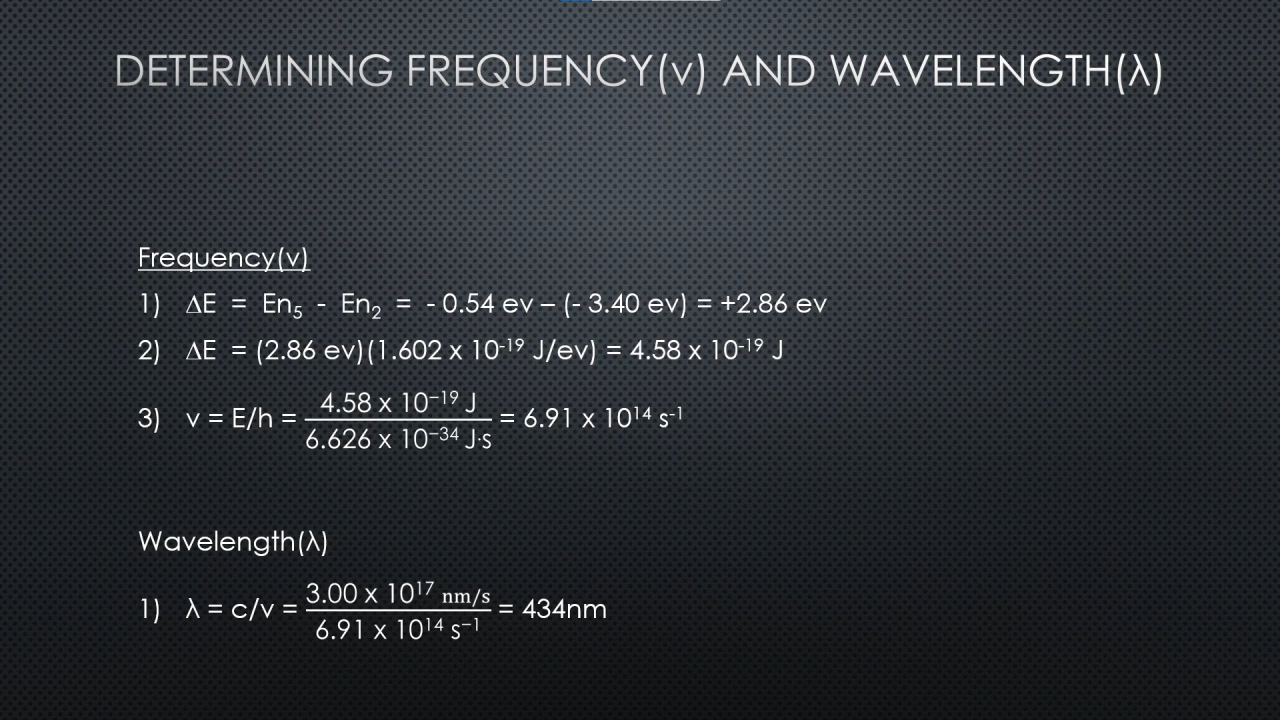 DETERMINING FREQUENCY(ν) AND WAVELENGTH(λ)
Frequency(ν)
1) ΔE = En₅ - En₂ = - 0.54 ev – (- 3.40 ev) = +2.86 ev
2) ΔE = (2.86 ev)(1.602 x 10⁻¹⁹ J/ev) = 4.58 x 10⁻¹⁹ J
3) ν = E/h = (4.58 x 10⁻¹⁹ J)/(6.626 x 10⁻³⁴ J·s) = 6.91 x 10¹⁴ s⁻¹
Wavelength(λ)
1) λ = c/ν = (3.00 x 10¹⁷ nm/s)/(6.91 x 10¹⁴ s⁻¹) = 434nm